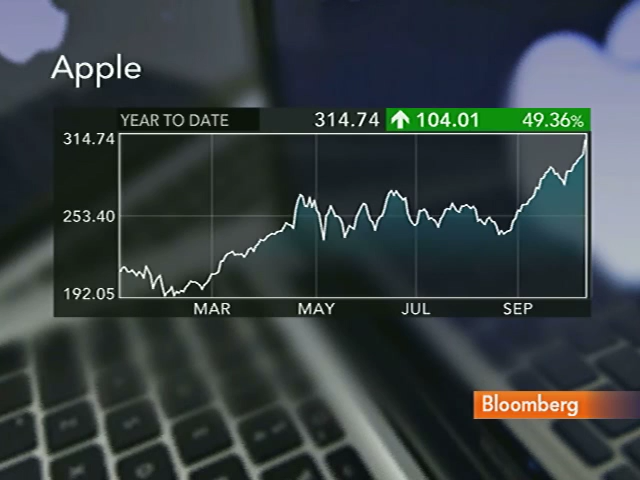 Apple
YEAR TO DATE 314.74 104.01 49.36%
314.74
253.40
192.05
MAR MAY JUL SEP
Bloomberg